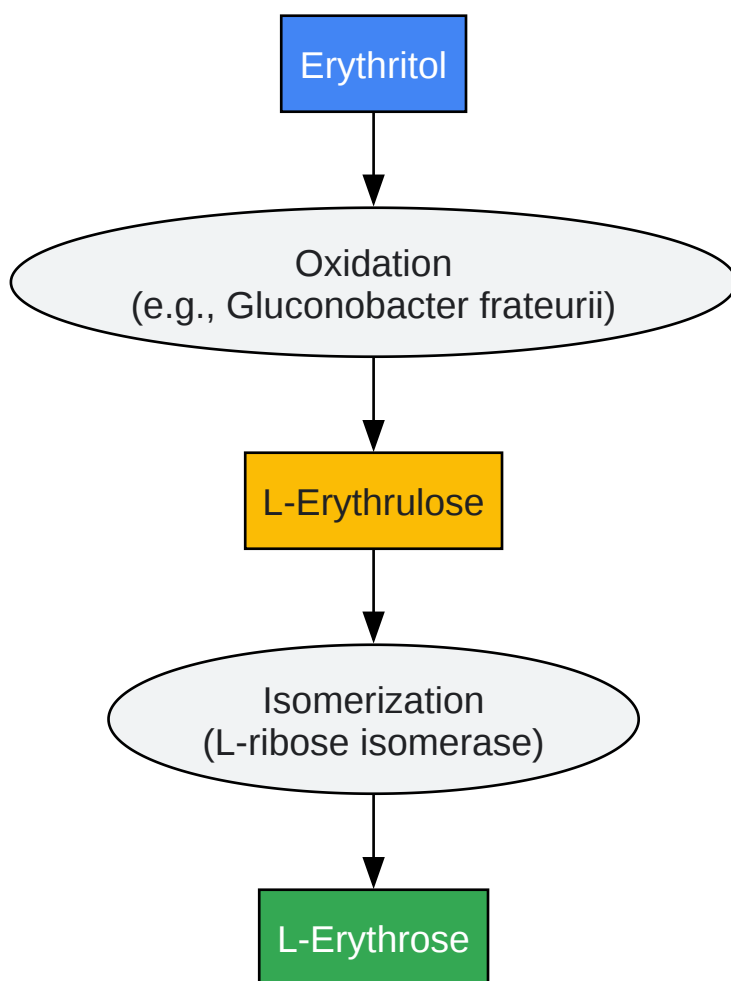 Erythritol
Oxidation
(e.g., Gluconobacter frateurii)
L-Erythrulose
Isomerization
(L-ribose isomerase)
L-Erythrose